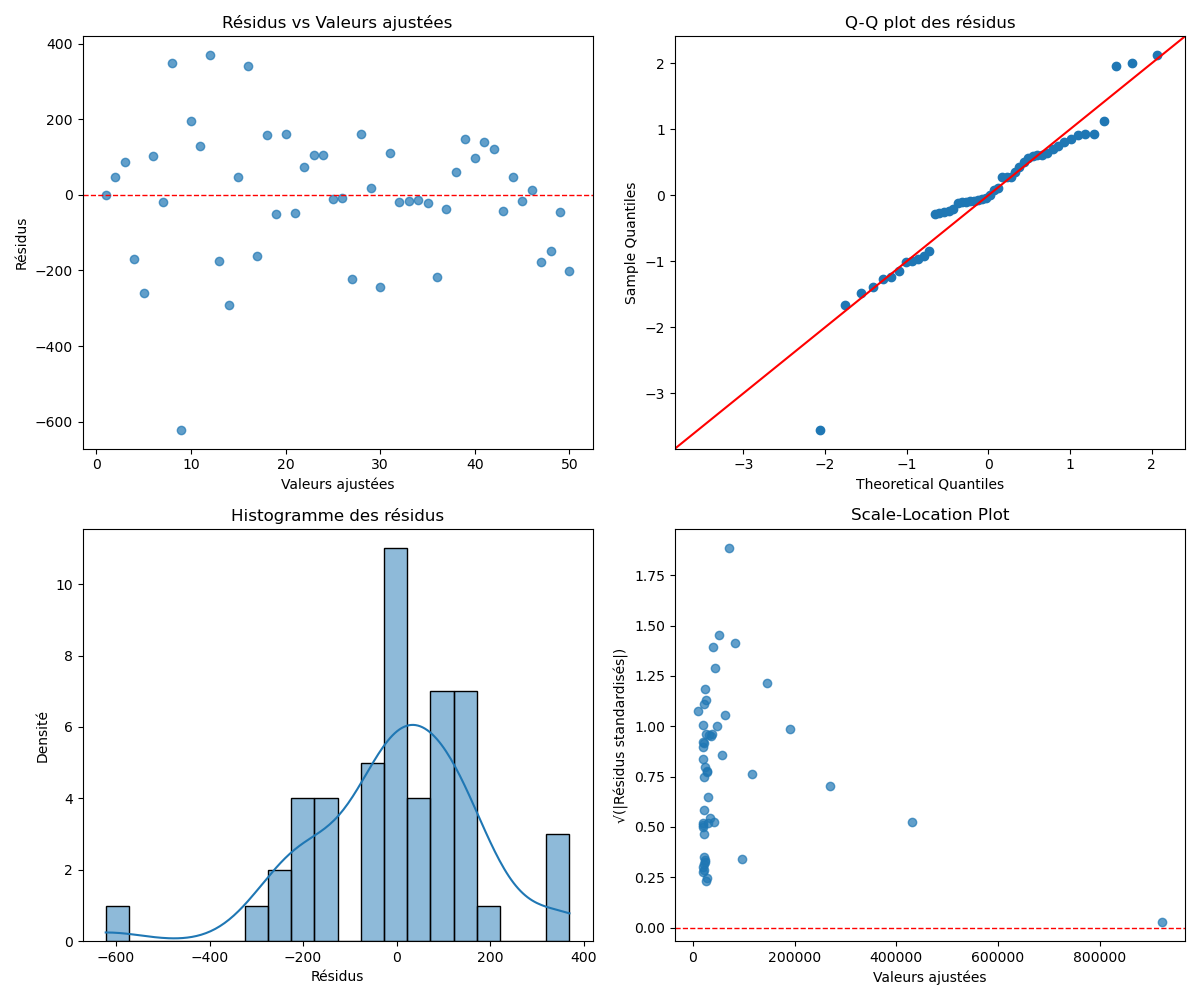 Résidus vs Valeurs ajustées
400
200
0
−200
−400
−600
Résidus
0 10 20 30 40 50
Valeurs ajustées
Q-Q plot des résidus
2
1
0
−1
−2
−3
Sample Quantiles
−3 −2 −1 0 1 2
Theoretical Quantiles
Histogramme des résidus
10
8
6
4
2
0
Densité
−600 −400 −200 0 200 400
Résidus
Scale-Location Plot
1.75
1.50
1.25
1.00
0.75
0.50
0.25
0.00
√(|Résidus standardisés|)
0 200000 400000 600000 800000
Valeurs ajustées